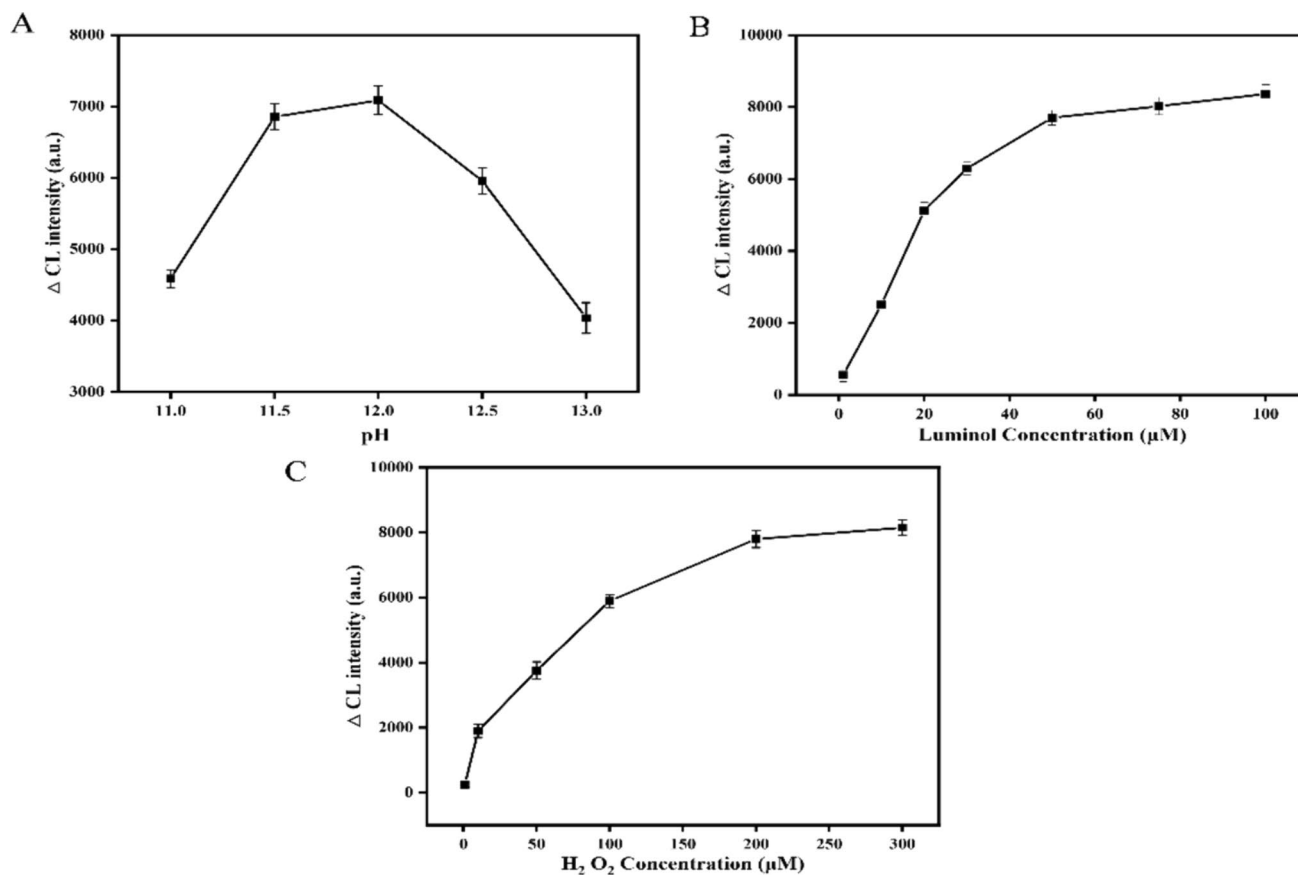 A
8000
7000
6000
5000
4000
3000
△ CL intensity (a.u.)
11.0 11.5 12.0 12.5 13.0
pH
B
10000
8000
6000
4000
2000
0
△ CL intensity (a.u.)
0 20 40 60 80 100
Luminol Concentration (μM)
C
10000
8000
6000
4000
2000
0
△ CL intensity (a.u.)
0 50 100 150 200 250 300
H₂ O₂ Concentration (μM)